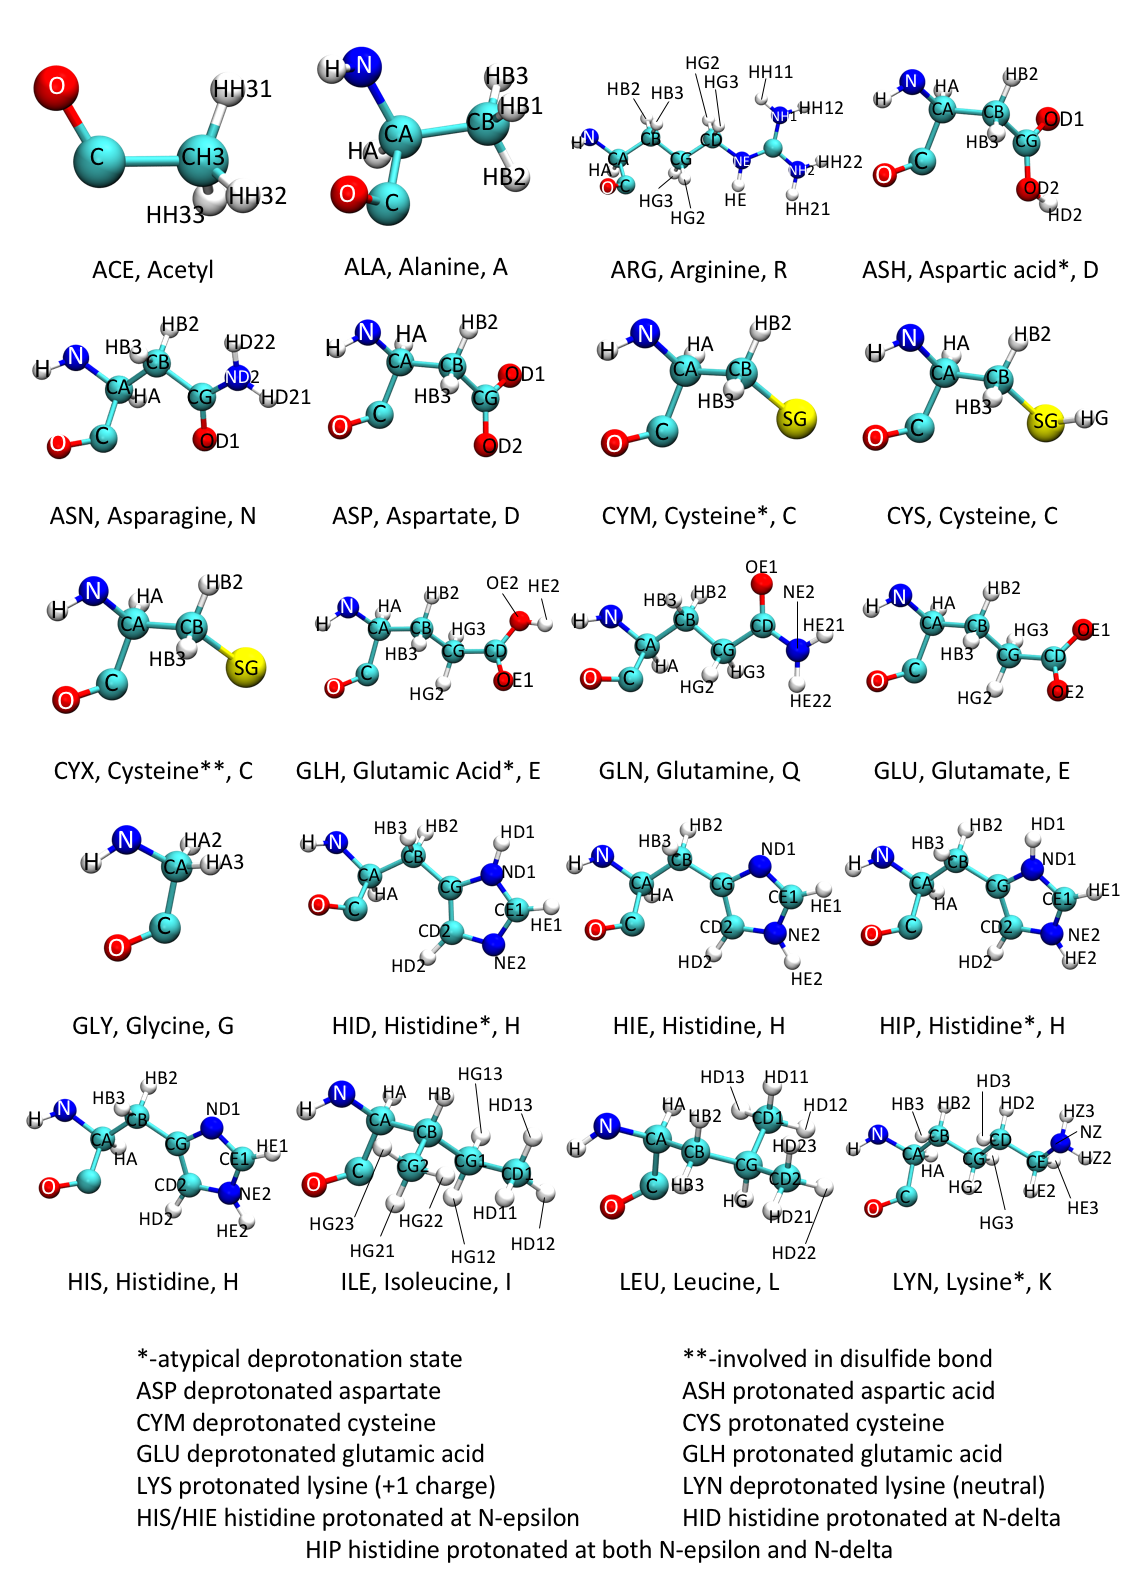 O
C
CH3
HH31
HH32
HH33
ACE, Acetyl
H
N
HB3
HB1
CA
CB
HA
HB2
O
C
ALA, Alanine, A
HG2
HH11
HB2
HB3
HG3
NH1
HH12
H
N
CB
CD
CA
CG
NE
HH22
NH2
HA
O
C
HG3
HG2
HE
HH21
ARG, Arginine, R
N
HA
HB2
H
CA
CB
OD1
HB3
CG
C
O
OD2
HD2
ASH, Aspartic acid*, D
HB2
HD22
HB3
N
CB
H
ND2
CA
HA
CG
HD21
C
O
OD1
ASN, Asparagine, N
HB2
N
HA
H
CA
CB
OD1
HB3
CG
C
O
OD2
ASP, Aspartate, D
HB2
N
HA
H
CA
CB
HB3
SG
C
O
CYM, Cysteine*, C
HB2
N
HA
H
CA
CB
HB3
SG
HG
C
O
CYS, Cysteine, C
N
HA
HB2
H
CA
CB
HB3
SG
C
O
CYX, Cysteine**, C
OE2
HE2
HB2
N
HA
H
CA
CB
HG3
HB3
CG
CD
C
O
HG2
OE1
GLH, Glutamic Acid*, E
OE1
NE2
HB3
HB2
N
H
CD
HE21
CA
CG
HA
HG3
C
O
HG2
HE22
GLN, Glutamine, Q
HB2
N
HA
H
CA
CB
HG3
OE1
HB3
CG
CD
C
O
HG2
OE2
GLU, Glutamate, E
N
HA2
H
CA
HA3
C
O
GLY, Glycine, G
HB3
HB2
HD1
H
N
CB
CA
CG
ND1
HA
O
C
CE1
HE1
CD2
HD2
NE2
HID, Histidine*, H
HB2
HB3
ND1
H
N
CB
CA
CG
HA
CE1
HE1
O
C
CD2
NE2
HD2
HE2
HIE, Histidine, H
HB2
HD1
HB3
H
N
CB
ND1
CA
CG
HA
CE1
HE1
O
C
CD2
NE2
HD2
HE2
HIP, Histidine*, H
HB2
HB3
ND1
N
H
CB
CA
CG
HA
CE1
HE1
O
C
CD2
NE2
HD2
HE2
HIS, Histidine, H
HG13
N
HA
HB
HD13
H
CA
CB
CG2
CG1
CD1
C
O
HG23
HG22
HD11
HG21
HG12
HD12
ILE, Isoleucine, I
HD13
HD11
HA
HB2
CD1
HD12
N
H
CA
CB
HD23
CG
CD2
C
HB3
HG
O
HD21
HD22
LEU, Leucine, L
HD3
HB3
HB2
HD2
HZ3
N
H
CB
CD
NZ
CA
CG
CE
HZ2
HA
C
HG2
HE2
O
HG3
HE3
LYN, Lysine*, K
*-atypical deprotonation state
**-involved in disulfide bond
ASP deprotonated aspartate
ASH protonated aspartic acid
CYM deprotonated cysteine
CYS protonated cysteine
GLU deprotonated glutamic acid
GLH protonated glutamic acid
LYS protonated lysine (+1 charge)
LYN deprotonated lysine (neutral)
HIS/HIE histidine protonated at N-epsilon
HID histidine protonated at N-delta
HIP histidine protonated at both N-epsilon and N-delta